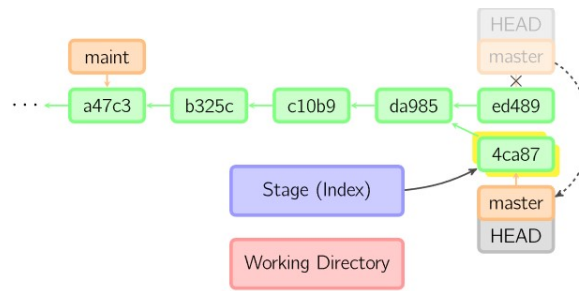 HEAD
maint
master
... a47c3 b325c c10b9 da985 ed489
4ca87
Stage (Index)
master
HEAD
Working Directory